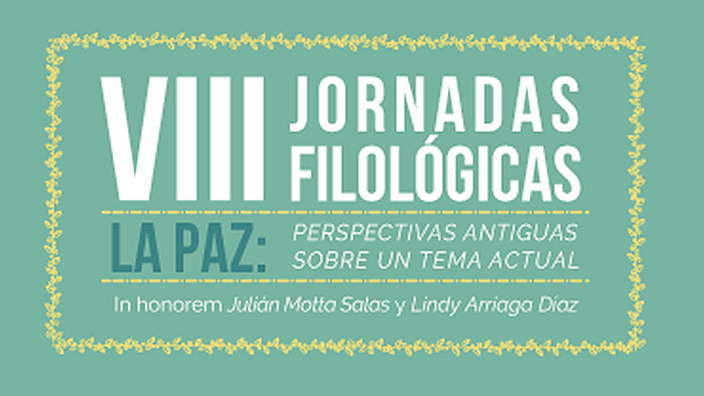 VIII JORNADAS
FILOLÓGICAS
LA PAZ: PERSPECTIVAS ANTIGUAS
SOBRE UN TEMA ACTUAL
In honorem Julián Motta Salas y Lindy Arriaga Díaz